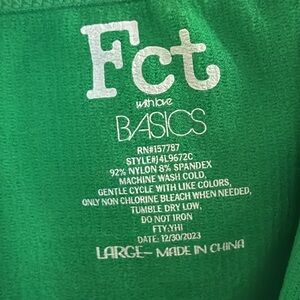 Fct
with love
BASICS
RN#157787
STYLE#J4L9672C
92% NYLON 8% SPANDEX
MACHINE WASH COLD,
GENTLE CYCLE WITH LIKE COLORS,
ONLY NON CHLORINE BLEACH WHEN NEEDED,
TUMBLE DRY LOW,
DO NOT IRON
FTY:YHI
DATE: 12/30/2023
LARGE- MADE IN CHINA